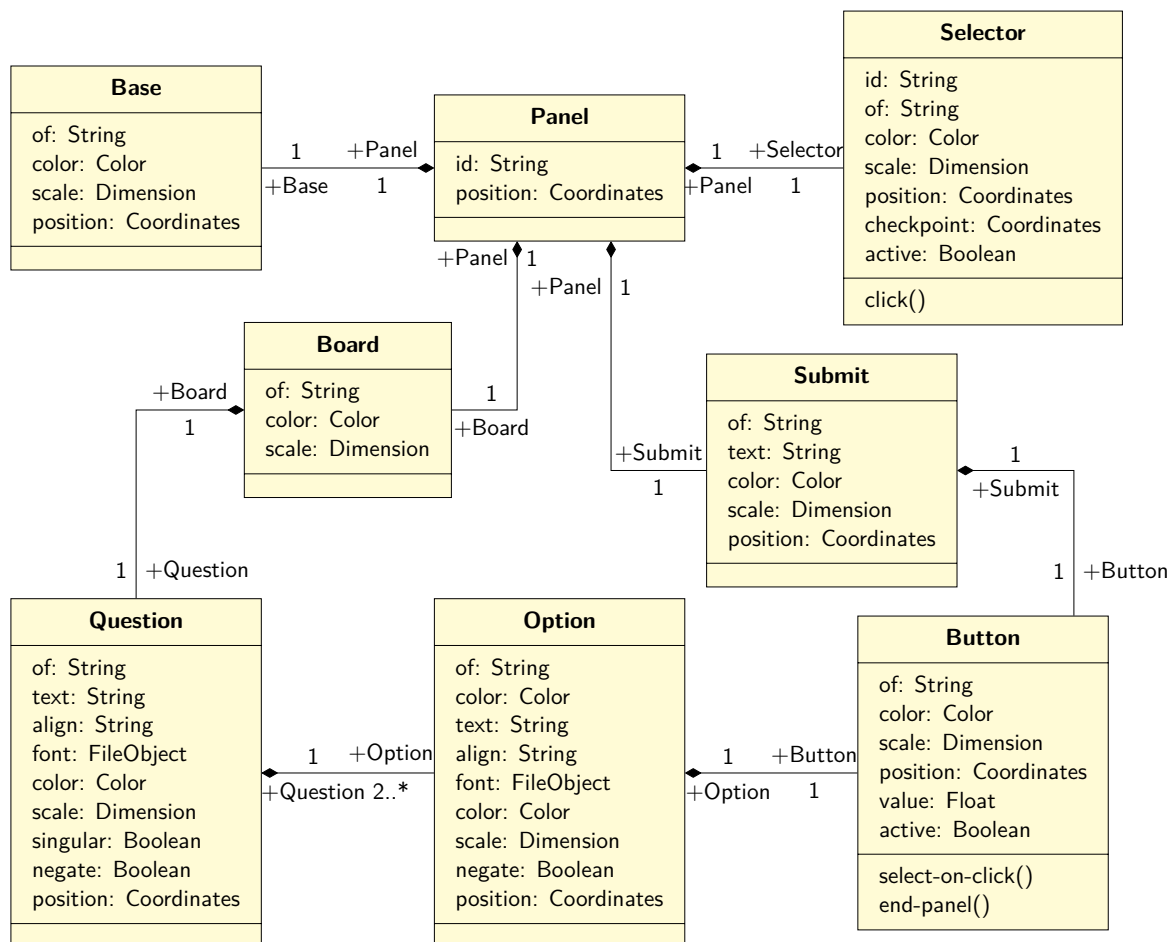 Base
of: String
color: Color
scale: Dimension
position: Coordinates
1
+Panel
+Base
1
Panel
id: String
position: Coordinates
1
+Selector
+Panel
1
Selector
id: String
of: String
color: Color
scale: Dimension
position: Coordinates
checkpoint: Coordinates
active: Boolean
click()
+Panel
1
+Panel
1
Board
of: String
color: Color
scale: Dimension
+Board
1
1
+Board
Submit
of: String
text: String
color: Color
scale: Dimension
position: Coordinates
+Submit
1
1
+Submit
1
+Question
1
+Button
Question
of: String
text: String
align: String
font: FileObject
color: Color
scale: Dimension
singular: Boolean
negate: Boolean
position: Coordinates
1
+Option
+Question 2..*
Option
of: String
color: Color
text: String
align: String
font: FileObject
color: Color
scale: Dimension
negate: Boolean
position: Coordinates
1
+Button
+Option
1
Button
of: String
color: Color
scale: Dimension
position: Coordinates
value: Float
active: Boolean
select-on-click()
end-panel()